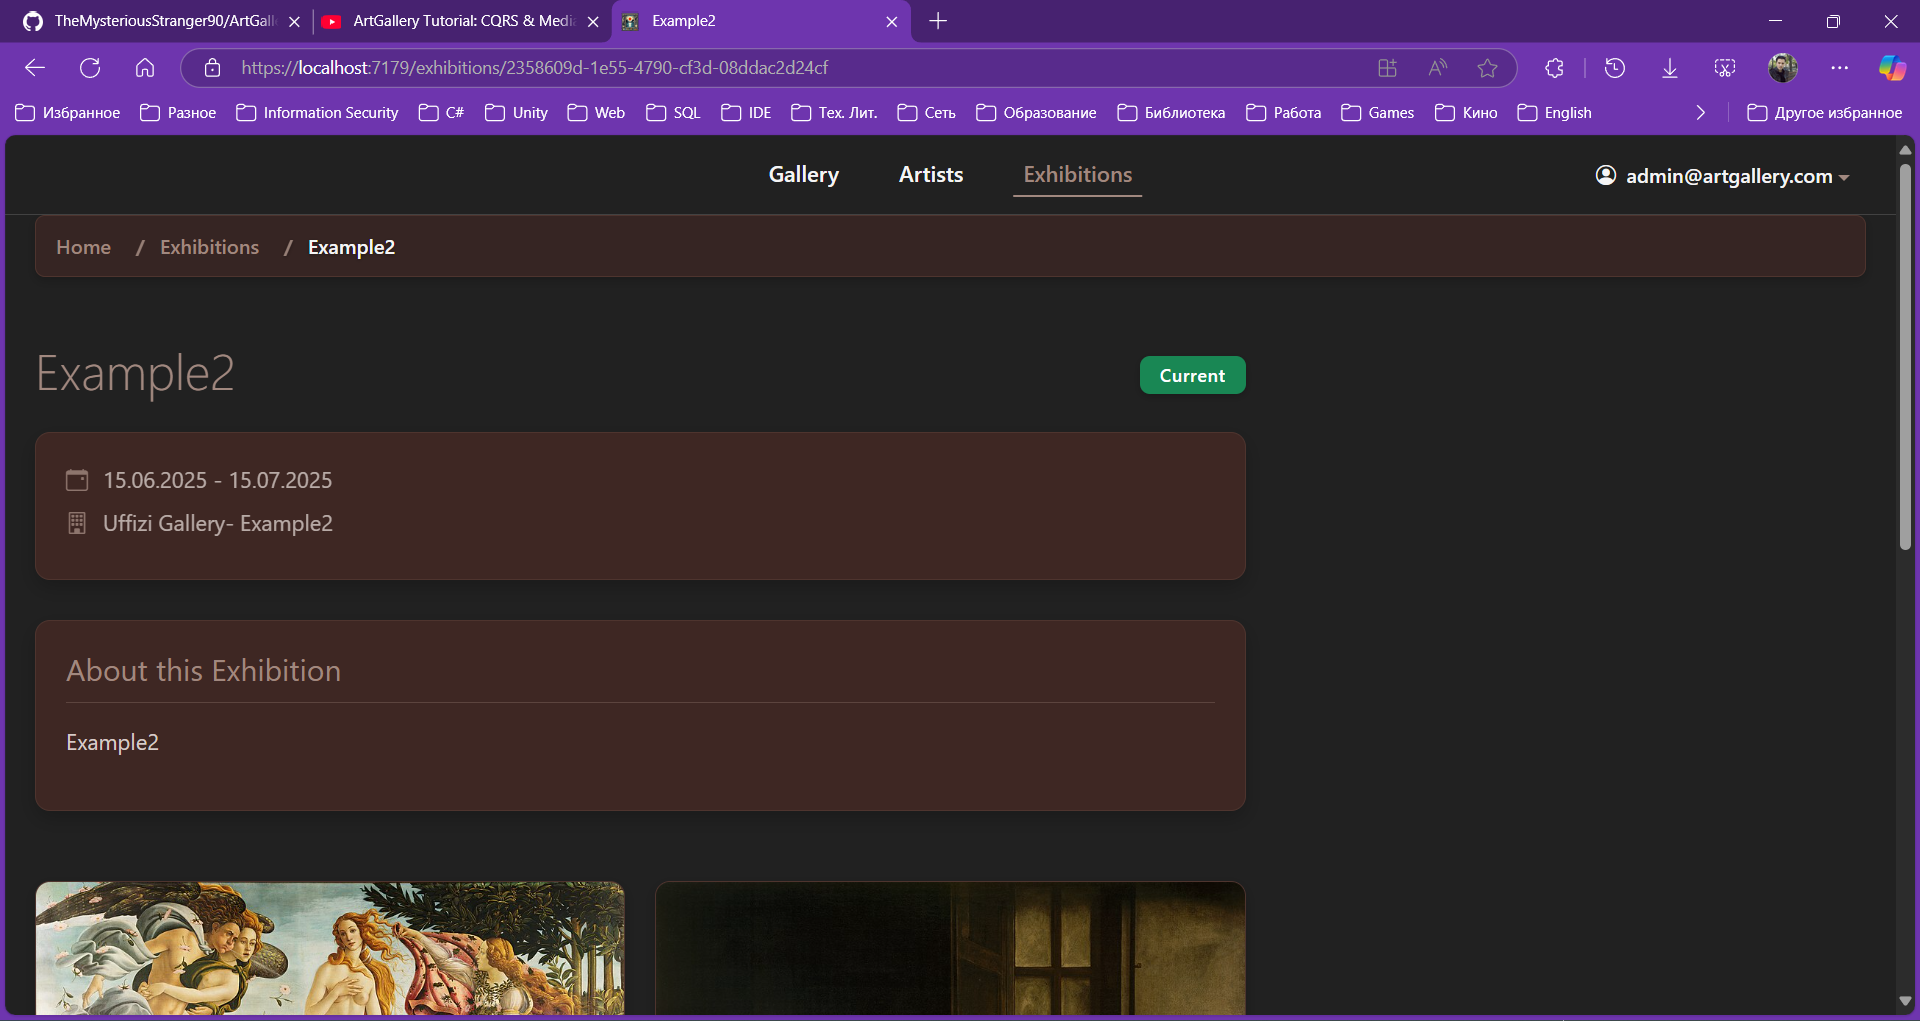 TheMysteriousStranger90/ArtGall
ArtGallery Tutorial: CQRS & Medi
Example2
https://localhost:7179/exhibitions/2358609d-1e55-4790-cf3d-08ddac2d24cf
Избранное Разное Information Security C# Unity Web SQL IDE Тех. Лит. Сеть Образование Библиотека Работа Games Кино English Другое избранное
Gallery Artists Exhibitions admin@artgallery.com
Home / Exhibitions / Example2
Example2
Current
15.06.2025 - 15.07.2025
Uffizi Gallery- Example2
About this Exhibition
Example2